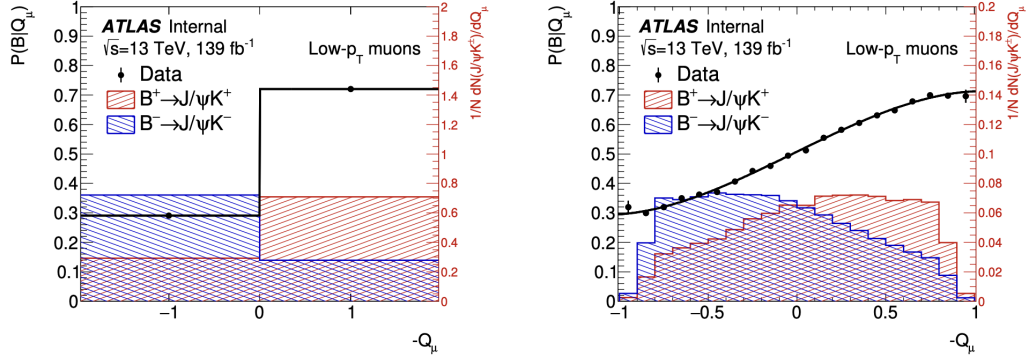 ATLAS Internal
√s=13 TeV, 139 fb⁻¹
Low-p_T muons
Data
B⁺→J/ψK⁺
B⁻→J/ψK⁻
P(B|Q_μ)
1
0.9
0.8
0.7
0.6
0.5
0.4
0.3
0.2
0.1
0
2
1.8
1.6
1.4
1.2
1
0.8
0.6
0.4
0.2
0
1/N dN(J/ψK±)/dQ_μ
−1 0 1
-Q_μ
ATLAS Internal
√s=13 TeV, 139 fb⁻¹
Low-p_T muons
Data
B⁺→J/ψK⁺
B⁻→J/ψK⁻
P(B|Q_μ)
1
0.9
0.8
0.7
0.6
0.5
0.4
0.3
0.2
0.1
0
0.2
0.18
0.16
0.14
0.12
0.1
0.08
0.06
0.04
0.02
0
1/N dN(J/ψK±)/dQ_μ
−1 −0.5 0 0.5 1
-Q_μ